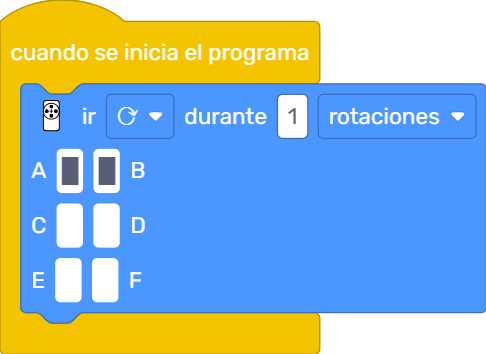 cuando se inicia el programa
ir durante 1 rotaciones
A B
C D
E F